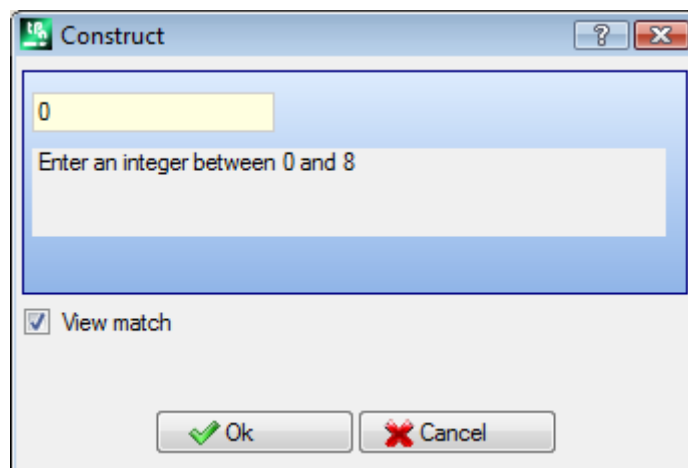 Construct
0
Enter an integer between 0 and 8
View match
Ok
Cancel